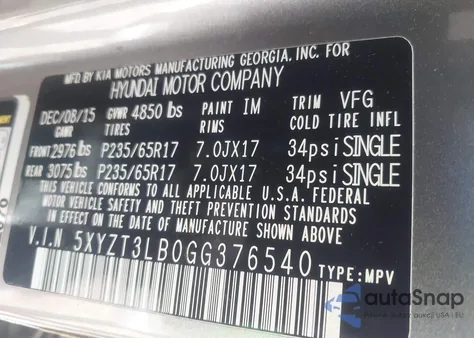 MFD BY KIA MOTORS MANUFACTURING GEORGIA, INC. FOR
HYUNDAI MOTOR COMPANY
DEC/08/15 GVWR 4850 lbs PAINT IM TRIM VFG
GAWR TIRES RIMS COLD TIRE INFL
FRONT 2976 lbs P235/65R17 7.0JX17 34psi SINGLE
REAR 3075 lbs P235/65R17 7.0JX17 34psi SINGLE
THIS VEHICLE CONFORMS TO ALL APPLICABLE U.S.A. FEDERAL
MOTOR VEHICLE SAFETY AND THEFT PREVENTION STANDARDS
IN EFFECT ON THE DATE OF MANUFACTURE SHOWN ABOVE.
V.I.N 5XYZT3LB0GG376540 TYPE:MPV
autoSnap